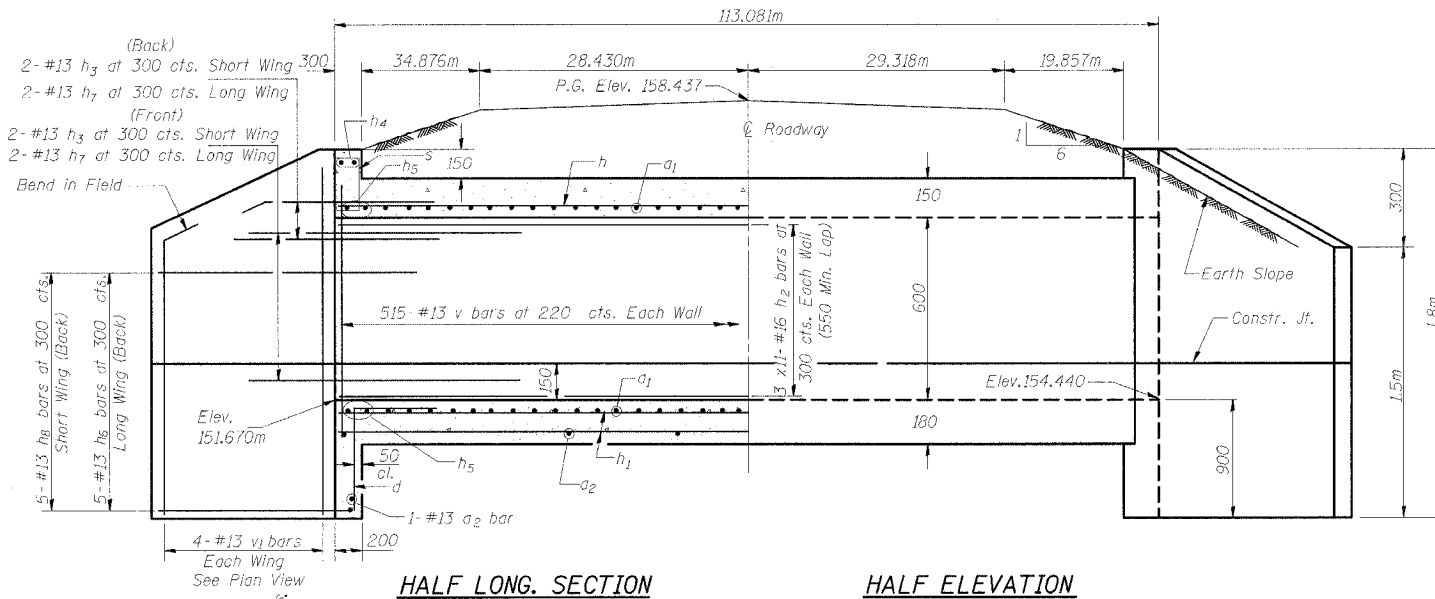 113.081m
(Back)
2- #13 h3 at 300 cts. Short Wing
2- #13 h7 at 300 cts. Long Wing
(Front)
2- #13 h3 at 300 cts. Short Wing
2- #13 h7 at 300 cts. Long Wing
Bend in Field
300
34.876m
28.430m
29.318m
19.857m
P.G. Elev. 158.437
℄ Roadway
h4
s
150
h5
h
a1
1
6
150
300
600
Earth Slope
515- #13 v bars at 220 cts. Each Wall
3 x11- #16 h2 bars at
300 cts. Each Wall
(550 Min. Lap)
Constr. Jt.
1.8m
1.5m
5- #13 h8 bars at 300 cts.
Short Wing (Back)
5- #13 h6 bars at 300 cts.
Long Wing (Back)
150
a1
Elev. 154.440
Elev.
151.670m
180
900
50
cl.
h5
h1
a2
d
1- #13 a2 bar
4- #13 v1 bars
Each Wing
See Plan View
200
HALF LONG. SECTION
HALF ELEVATION